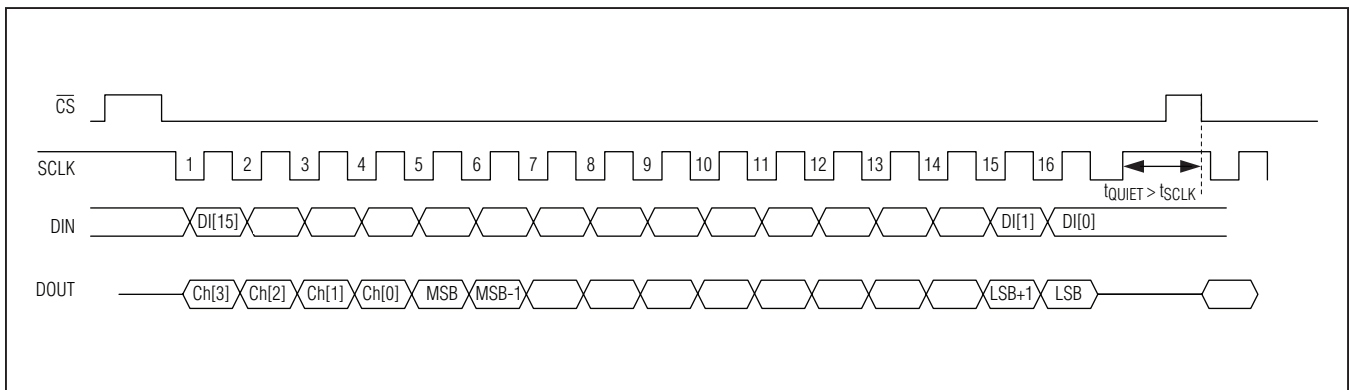 CS
SCLK 1 2 3 4 5 6 7 8 9 10 11 12 13 14 15 16
tQUIET > tSCLK
DIN DI[15] DI[1] DI[0]
DOUT Ch[3] Ch[2] Ch[1] Ch[0] MSB MSB-1 LSB+1 LSB